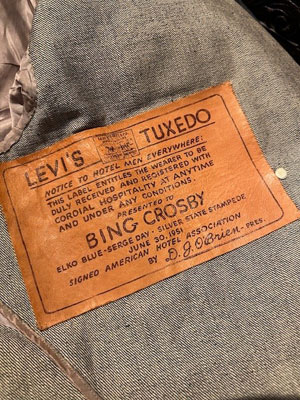 LEVI'S TUXEDO
NOTICE TO HOTEL MEN EVERYWHERE:
THIS LABEL ENTITLES THE WEARER TO BE
DULY RECEIVED AND REGISTERED WITH
CORDIAL HOSPITALITY AT ANYTIME
AND UNDER ANY CONDITIONS.
PRESENTED TO
BING CROSBY
ELKO BLUE-SERGE DAY - SILVER STATE STAMPEDE
JUNE 30, 1951
SIGNED AMERICAN HOTEL ASSOCIATION
BY D.J. O'Brien - PRES.